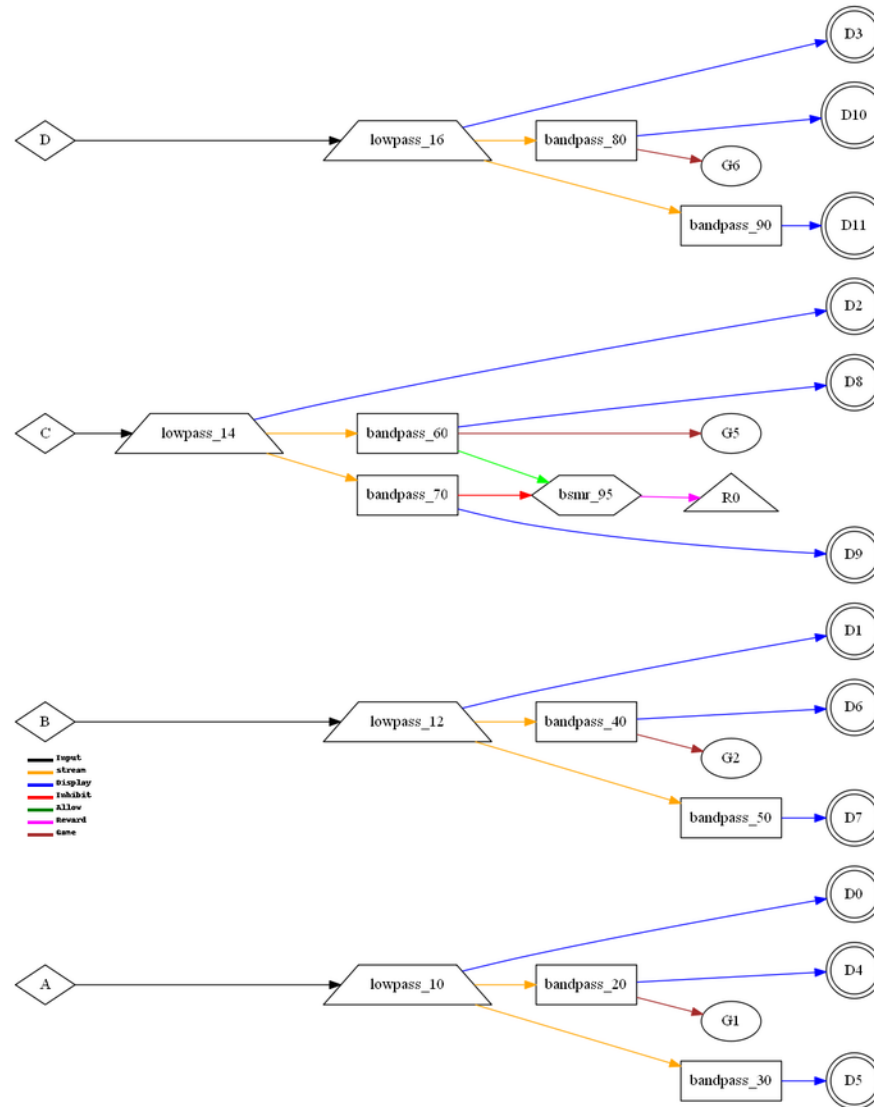 D3
D
lowpass_16
bandpass_80
D10
G6
bandpass_90
D11
D2
D8
C
lowpass_14
bandpass_60
G5
bandpass_70
bsmr_95
R0
D9
D1
B
lowpass_12
bandpass_40
D6
G2
Input
stream
Display
Inhibit
Allow
Reward
Game
bandpass_50
D7
D0
A
lowpass_10
bandpass_20
D4
G1
bandpass_30
D5